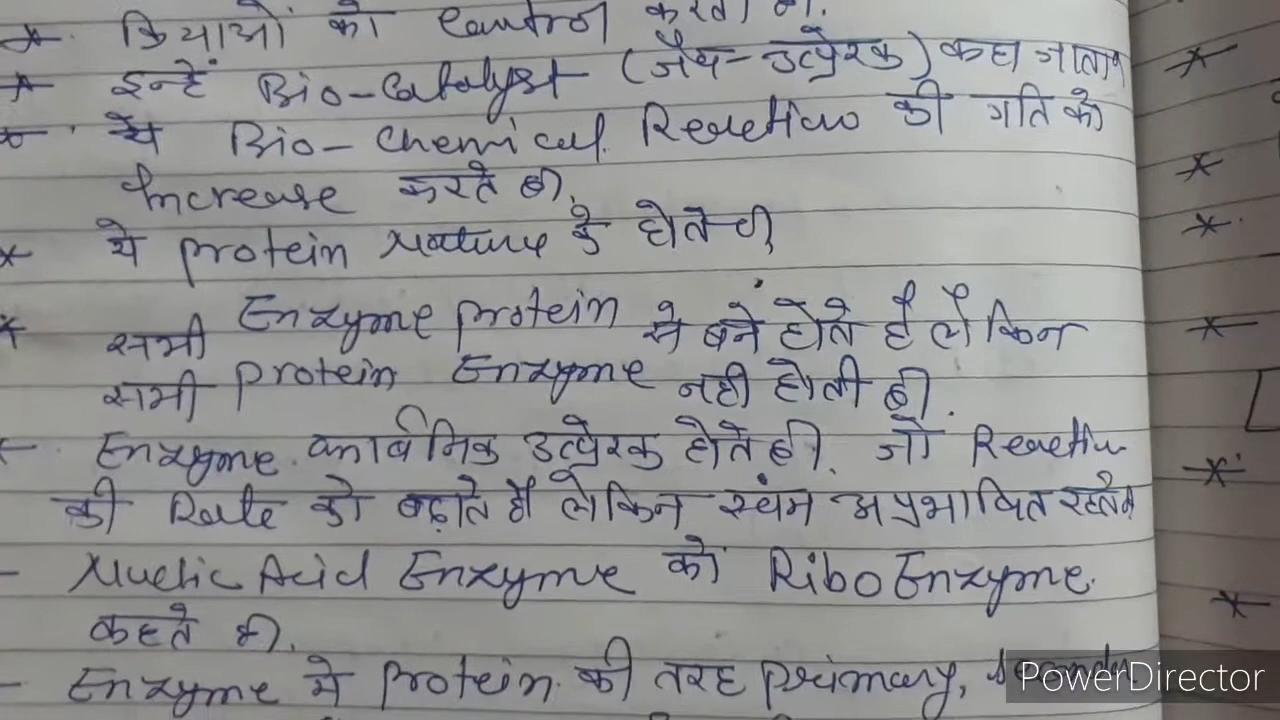 * क्रियाओं को Control करता है.
* इन्हें Bio-Catalyst (जैव-उत्प्रेरक) कहा जाता
* ये Bio-Chemical Reaction की गति को
Increase करते है.
* ये protein Nature के होते है,
* सभी Enzyme protein से बने होते हैं लेकिन
सभी protein Enzyme नही होती है.
- Enzyme कार्बनिक उत्प्रेरक होते है. जो Reaction
की Rate को बढ़ाते हैं लेकिन स्वंम अप्रभावित रहते
- Nuclic Acid Enzyme को Ribo Enzyme.
कहते है.
- Enzyme मे Protein की तरह primary,
PowerDirector